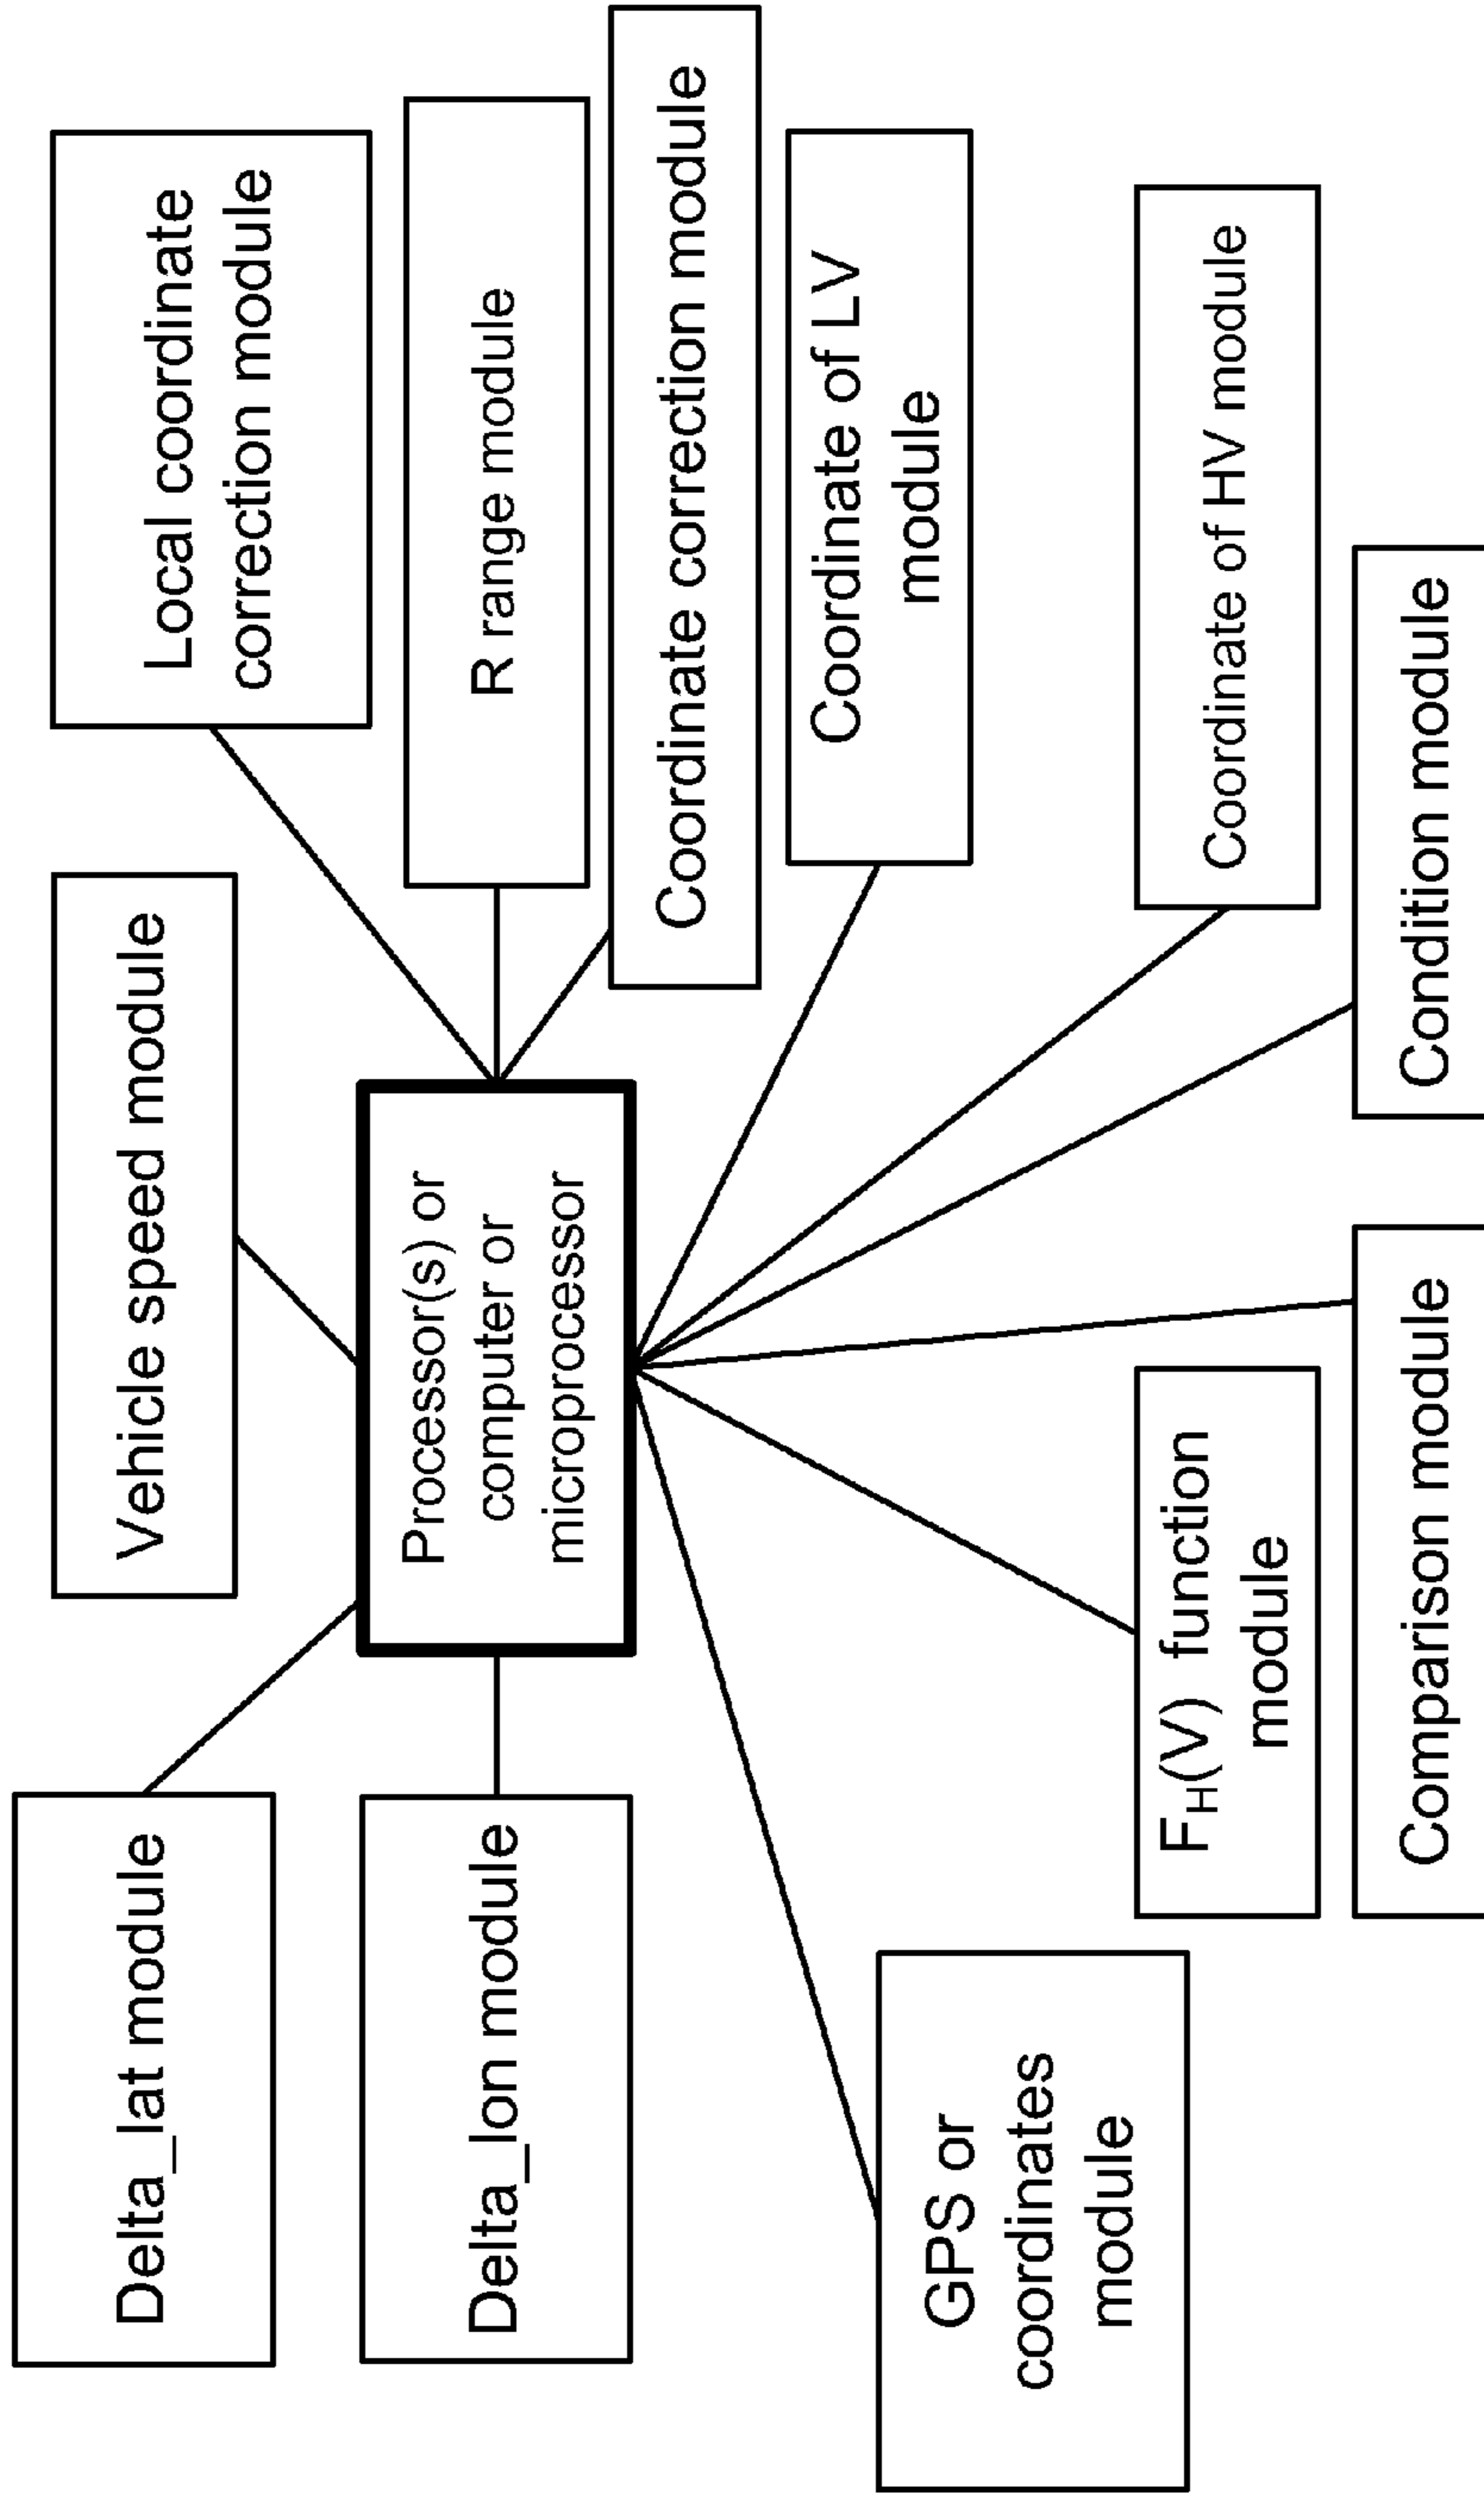 Delta_lat module
Vehicle speed module
Local coordinate
correction module
Delta_lon module
Processor(s) or
computer or
microprocessor
R range module
Coordinate correction module
Coordinate of LV
module
GPS or
coordinates
module
F_H(V) function
module
Coordinate of HV module
Comparison module
Condition module